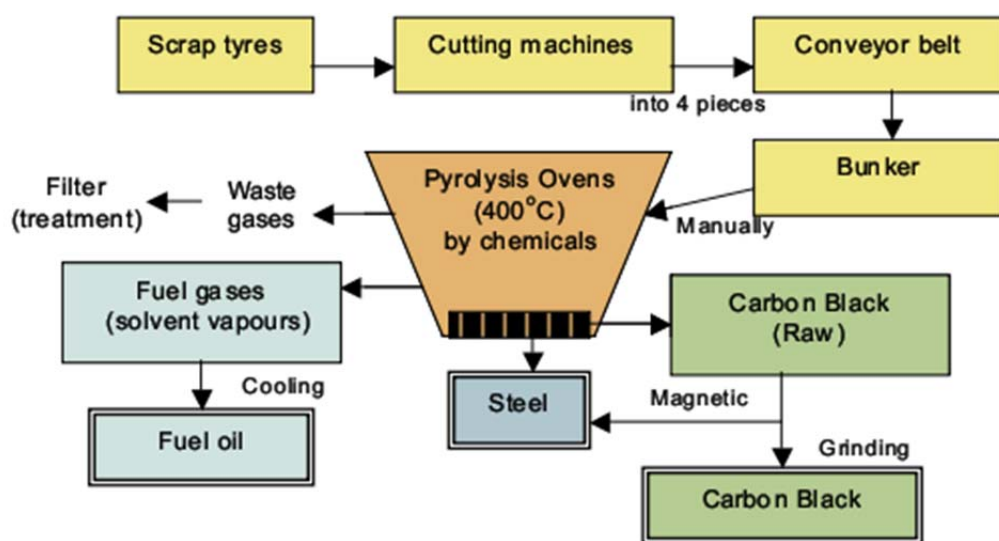 Scrap tyres
Cutting machines
Conveyor belt
into 4 pieces
Bunker
Manually
Pyrolysis Ovens
(400°C)
by chemicals
Waste
gases
Filter
(treatment)
Fuel gases
(solvent vapours)
Cooling
Fuel oil
Steel
Carbon Black
(Raw)
Magnetic
Grinding
Carbon Black